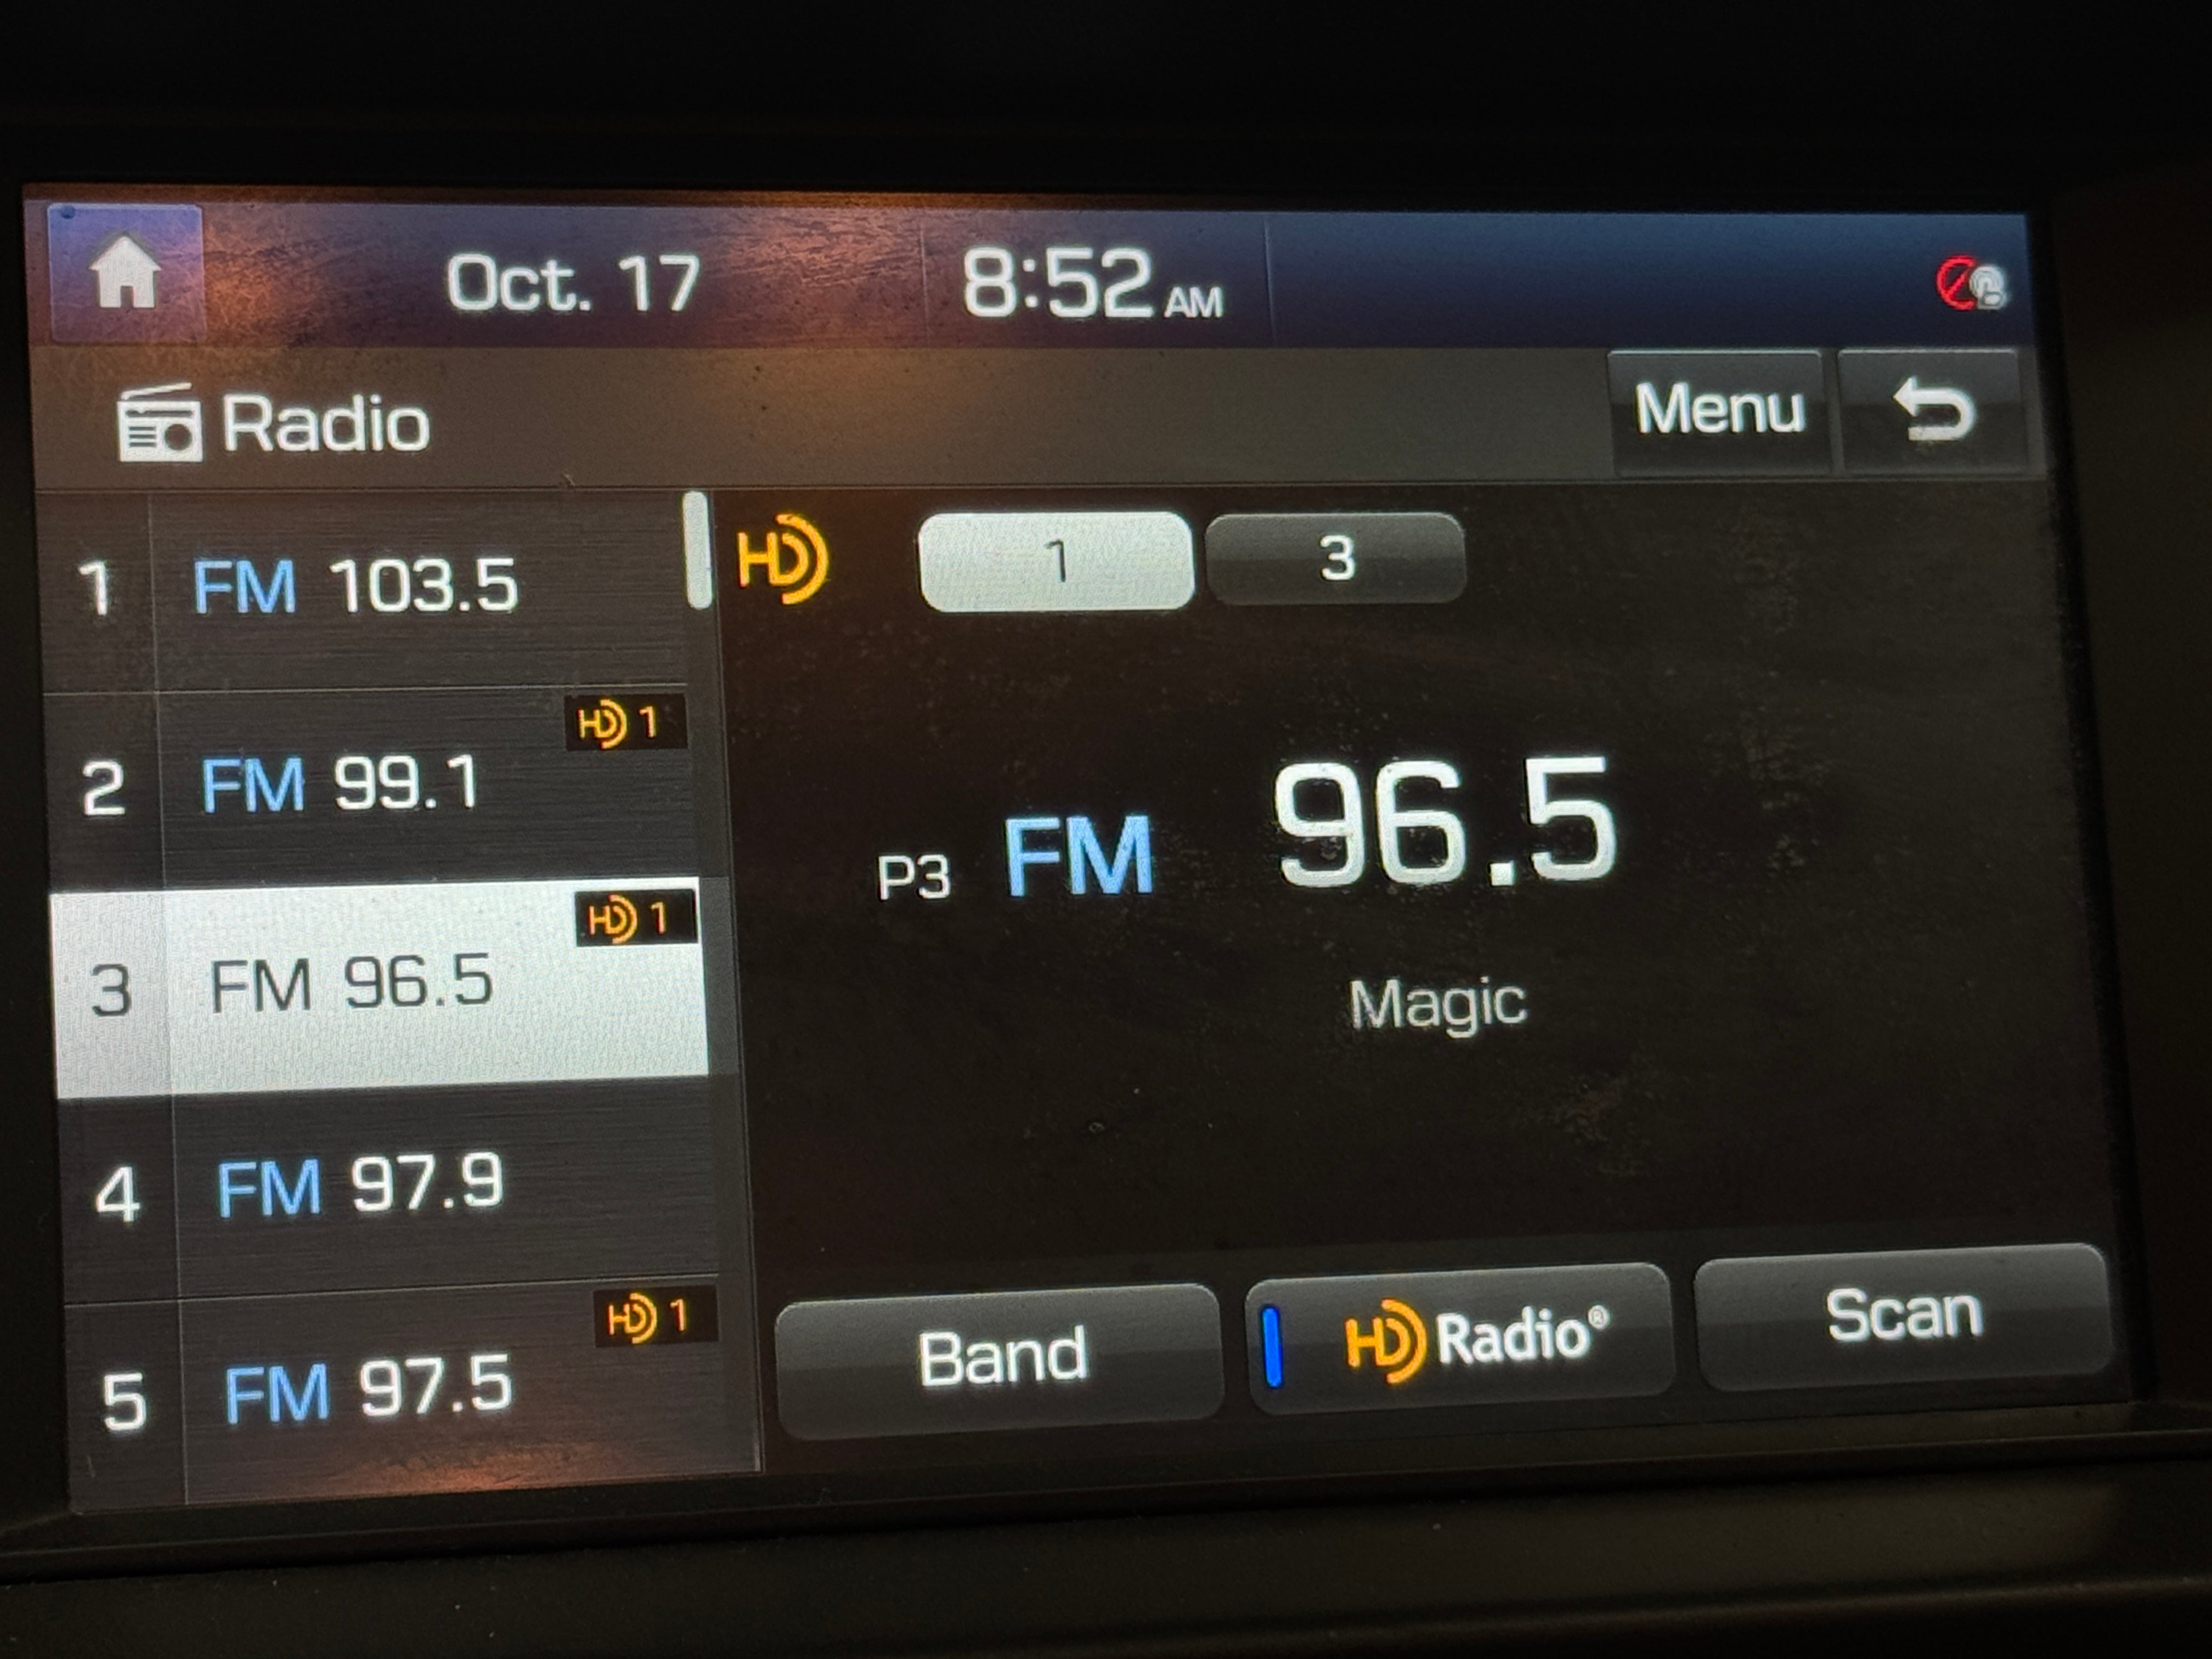 Oct. 17 8:52 AM
Radio Menu
1 FM 103.5
HD 1
2 FM 99.1
HD 1
3 FM 96.5
4 FM 97.9
HD 1
5 FM 97.5
HD 1 3
P3 FM 96.5
Magic
Band HD Radio® Scan